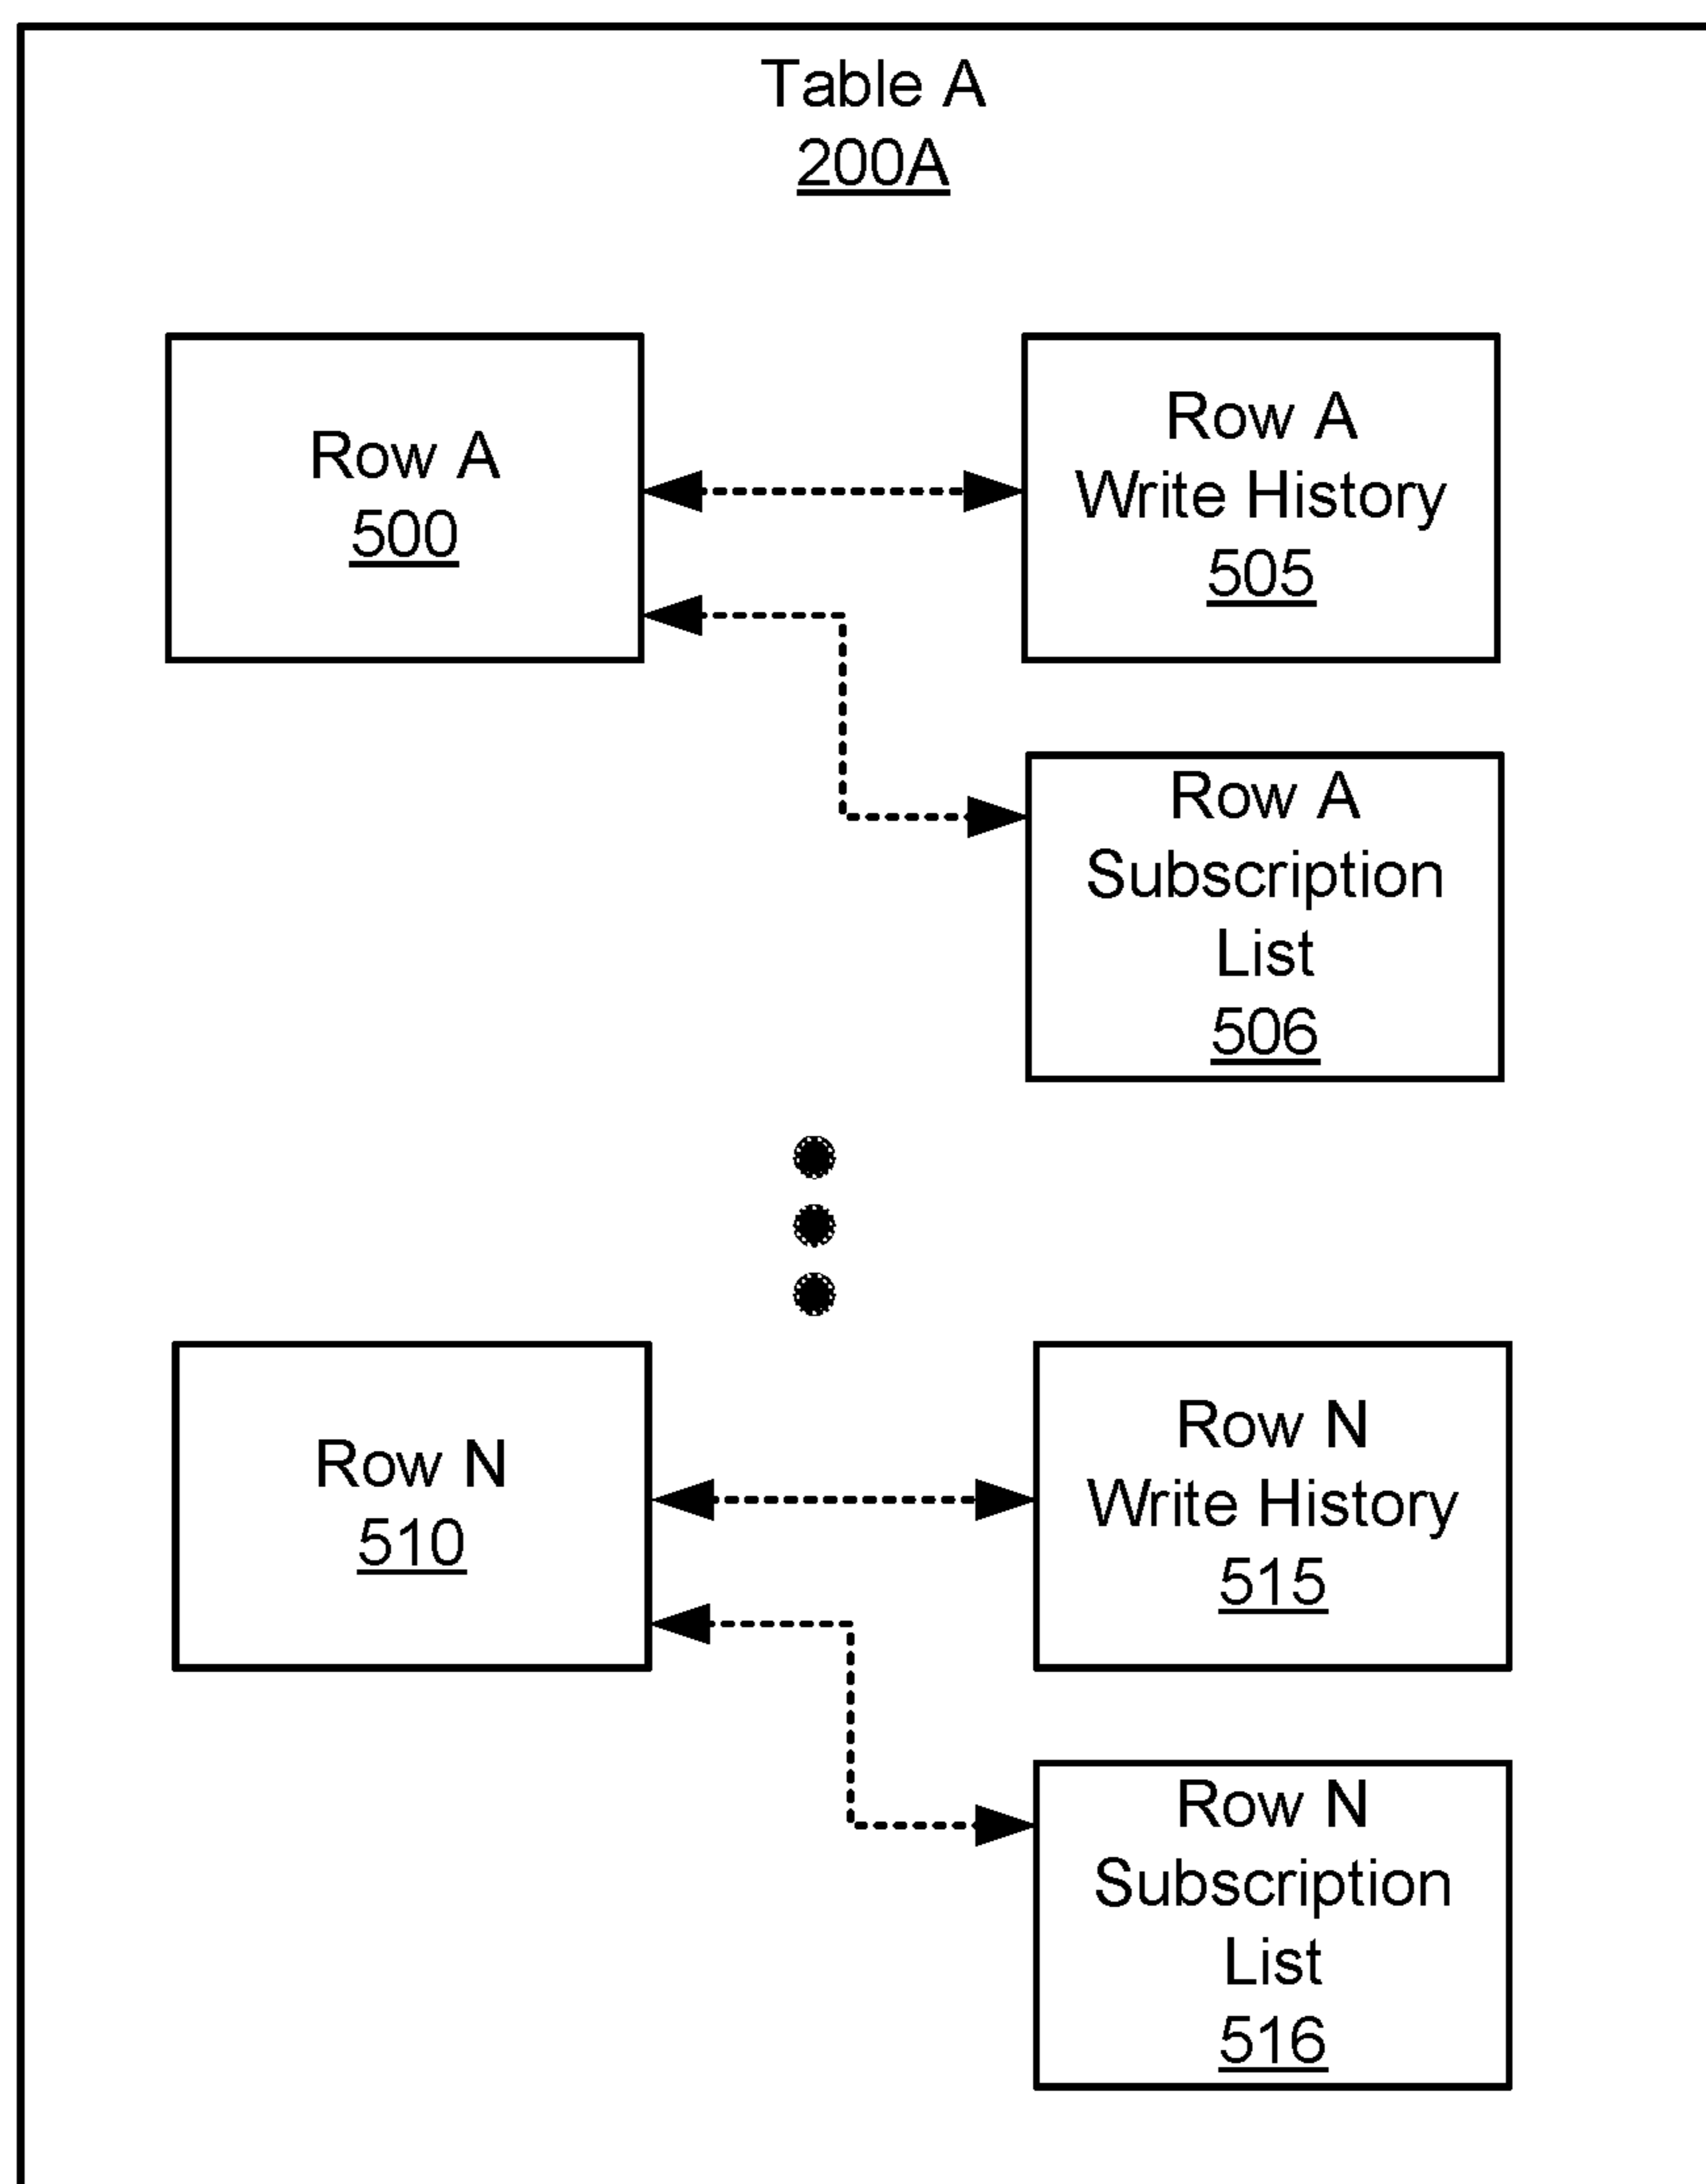 Table A
200A
Row A
500
Row A
Write History
505
Row A
Subscription
List
506
Row N
510
Row N
Write History
515
Row N
Subscription
List
516